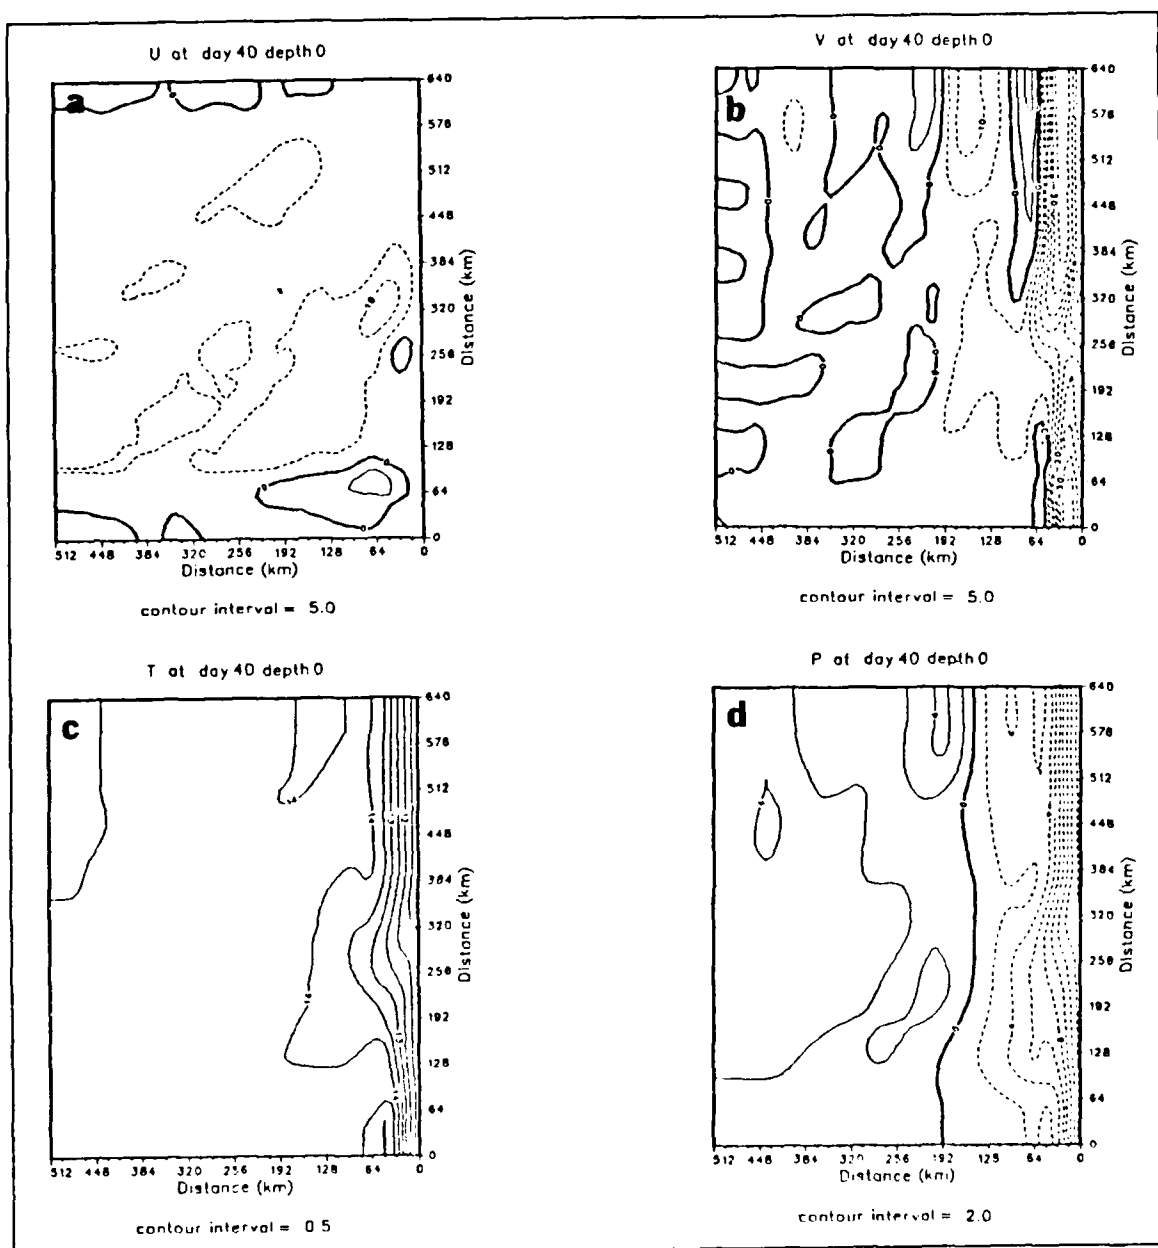 U at day 40 depth 0
a
640
576
512
448
384
320
256
192
128
64
0
Distance (km)
512 448 384 320 256 192 128 64 0
Distance (km)
contour interval = 5.0
V at day 40 depth 0
b
640
576
512
448
384
320
256
192
128
64
0
Distance (km)
512 448 384 320 256 192 128 64 0
Distance (km)
contour interval = 5.0
T at day 40 depth 0
c
640
576
512
448
384
320
256
192
128
64
0
Distance (km)
512 448 384 320 256 192 128 64 0
Distance (km)
contour interval = 0.5
P at day 40 depth 0
d
640
576
512
448
384
320
256
192
128
64
0
Distance (km)
512 448 384 320 256 192 128 64 0
Distance (km)
contour interval = 2.0